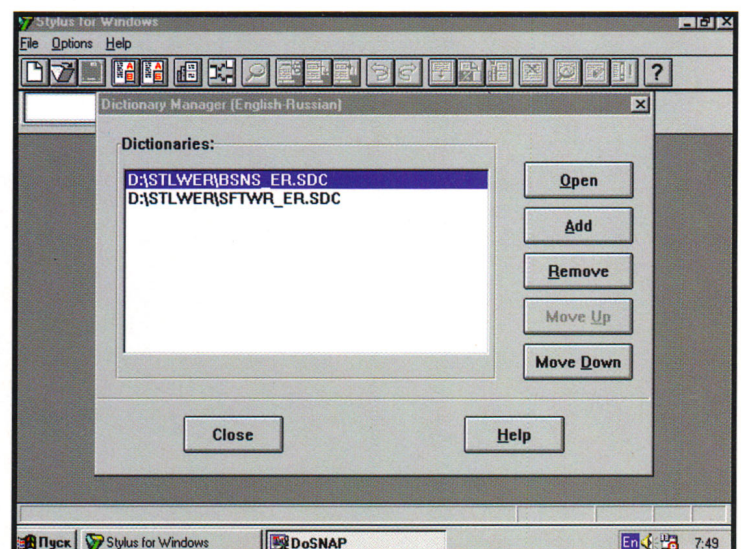 Stylus for Windows
File Options Help
?
Dictionary Manager (English-Russian)
Dictionaries:
D:\STLWER\BSNS_ER.SDC
D:\STLWER\SFTWR_ER.SDC
Open
Add
Remove
Move Up
Move Down
Close
Help
Пуск
Stylus for Windows
DoSNAP
En
7:49